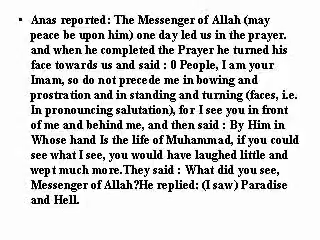 • Anas reported: The Messenger of Allah (may
peace be upon him) one day led us in the prayer.
and when he completed the Prayer he turned his
face towards us and said : 0 People, I am your
Imam, so do not precede me in bowing and
prostration and in standing and turning (faces, i.e.
In pronouncing salutation), for I see you in front
of me and behind me, and then said : By Him in
Whose hand Is the life of Muhammad, if you could
see what I see, you would have laughed little and
wept much more.They said : What did you see,
Messenger of Allah?He replied: (I saw) Paradise
and Hell.